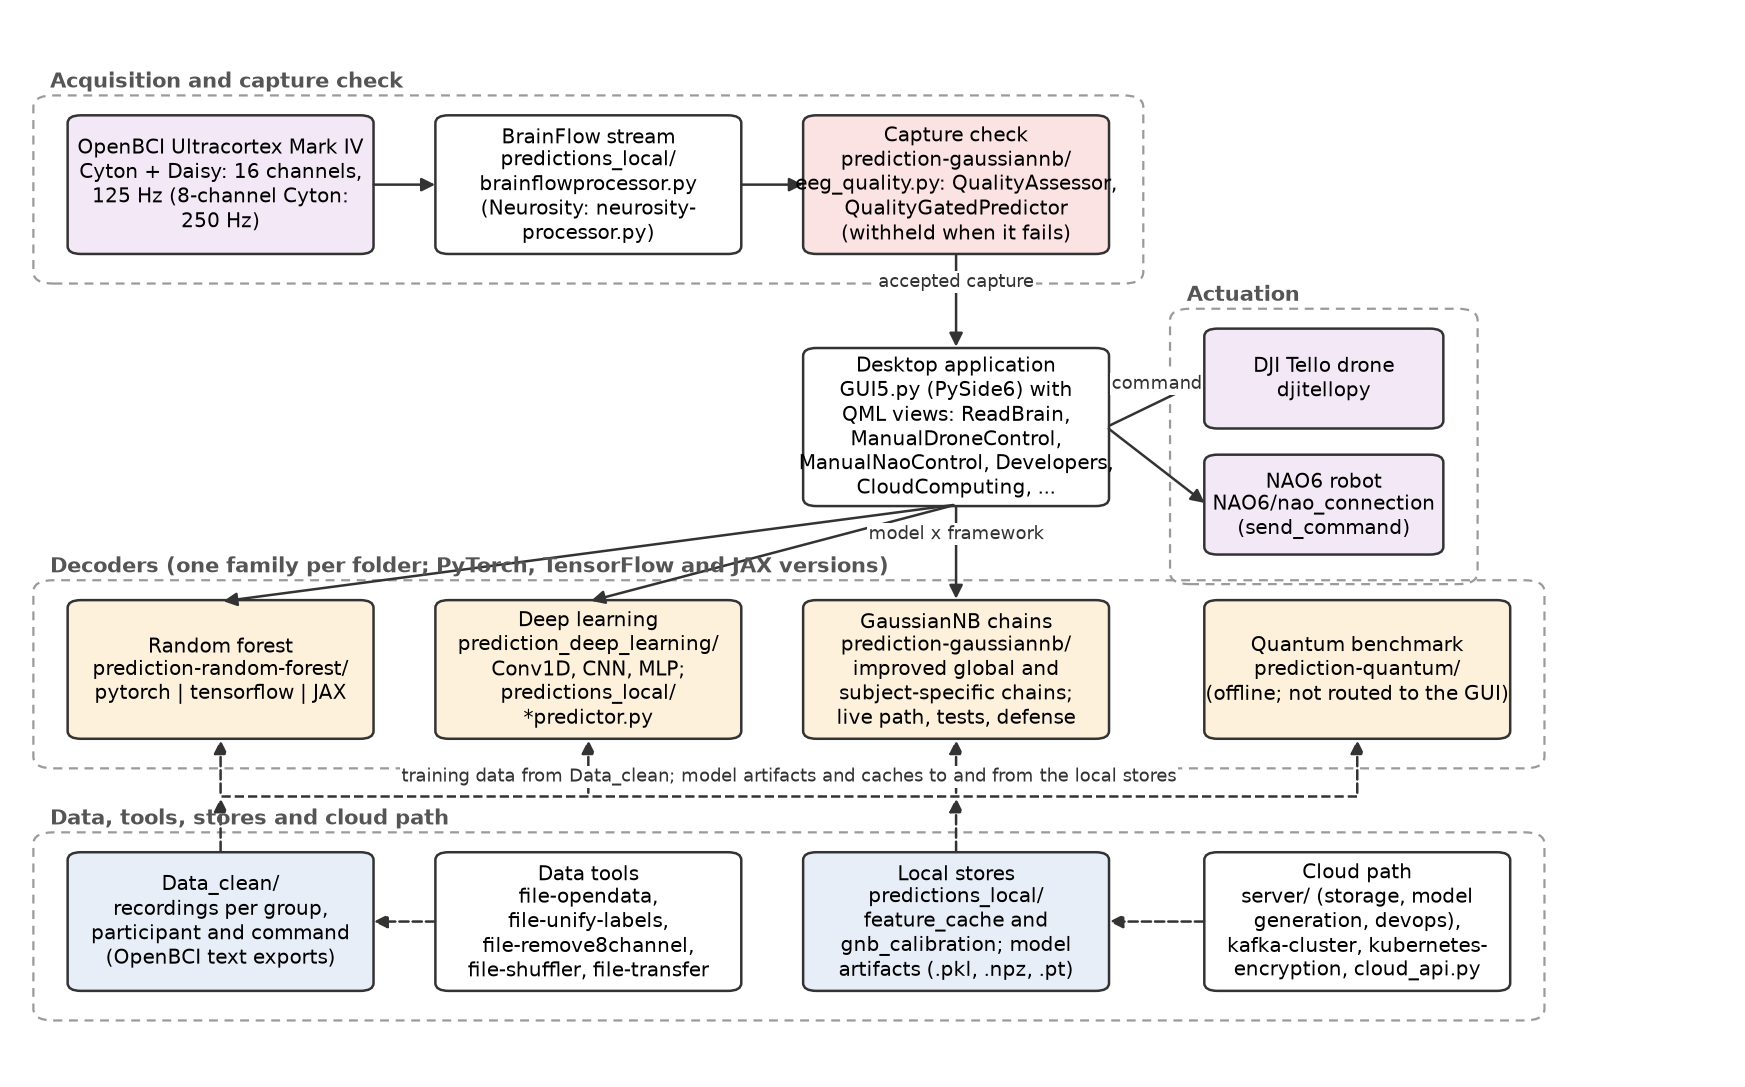 Acquisition and capture check
OpenBCI Ultracortex Mark IV
Cyton + Daisy: 16 channels,
125 Hz (8-channel Cyton:
250 Hz)
BrainFlow stream
predictions_local/
brainflowprocessor.py
(Neurosity: neurosity-
processor.py)
Capture check
prediction-gaussiannb/
eeg_quality.py: QualityAssessor,
QualityGatedPredictor
(withheld when it fails)
accepted capture
Actuation
Desktop application
GUI5.py (PySide6) with
QML views: ReadBrain,
ManualDroneControl,
ManualNaoControl, Developers,
CloudComputing, ...
command
DJI Tello drone
djitellopy
NAO6 robot
NAO6/nao_connection
(send_command)
model x framework
Decoders (one family per folder; PyTorch, TensorFlow and JAX versions)
Random forest
prediction-random-forest/
pytorch | tensorflow | JAX
Deep learning
prediction_deep_learning/
Conv1D, CNN, MLP;
predictions_local/
*predictor.py
GaussianNB chains
prediction-gaussiannb/
improved global and
subject-specific chains;
live path, tests, defense
Quantum benchmark
prediction-quantum/
(offline; not routed to the GUI)
training data from Data_clean; model artifacts and caches to and from the local stores
Data, tools, stores and cloud path
Data_clean/
recordings per group,
participant and command
(OpenBCI text exports)
Data tools
file-opendata,
file-unify-labels,
file-remove8channel,
file-shuffler, file-transfer
Local stores
predictions_local/
feature_cache and
gnb_calibration; model
artifacts (.pkl, .npz, .pt)
Cloud path
server/ (storage, model
generation, devops),
kafka-cluster, kubernetes-
encryption, cloud_api.py